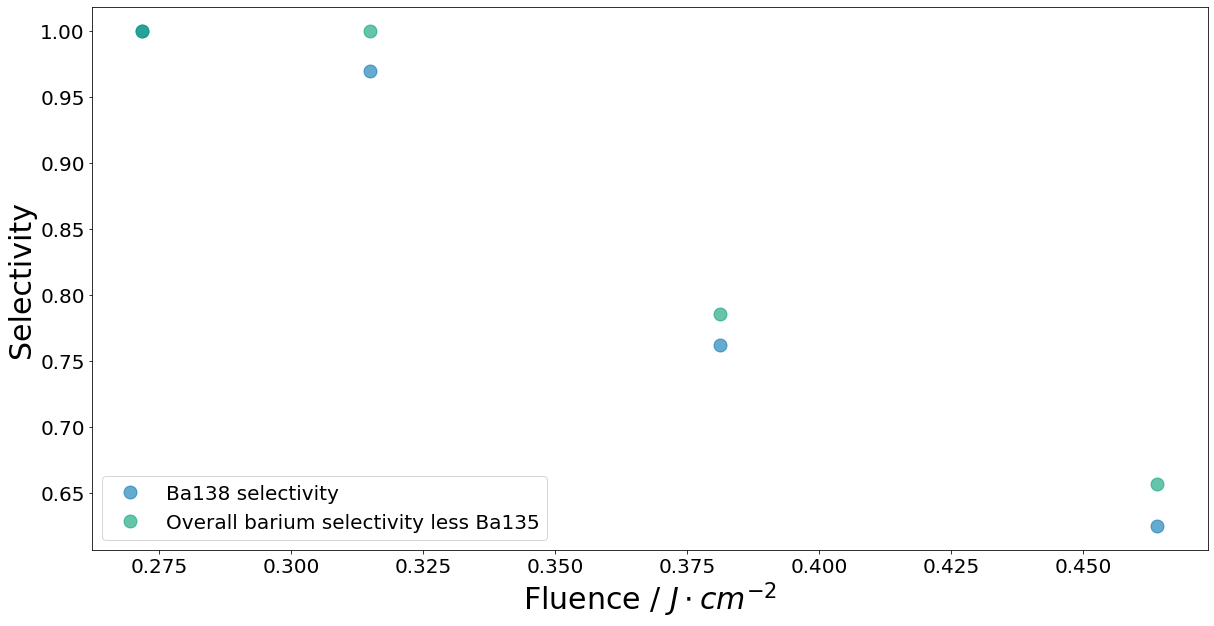 1.00
0.95
0.90
0.85
0.80
0.75
0.70
0.65
Selectivity
Ba138 selectivity
Overall barium selectivity less Ba135
0.275 0.300 0.325 0.350 0.375 0.400 0.425 0.450
Fluence / J · cm⁻²